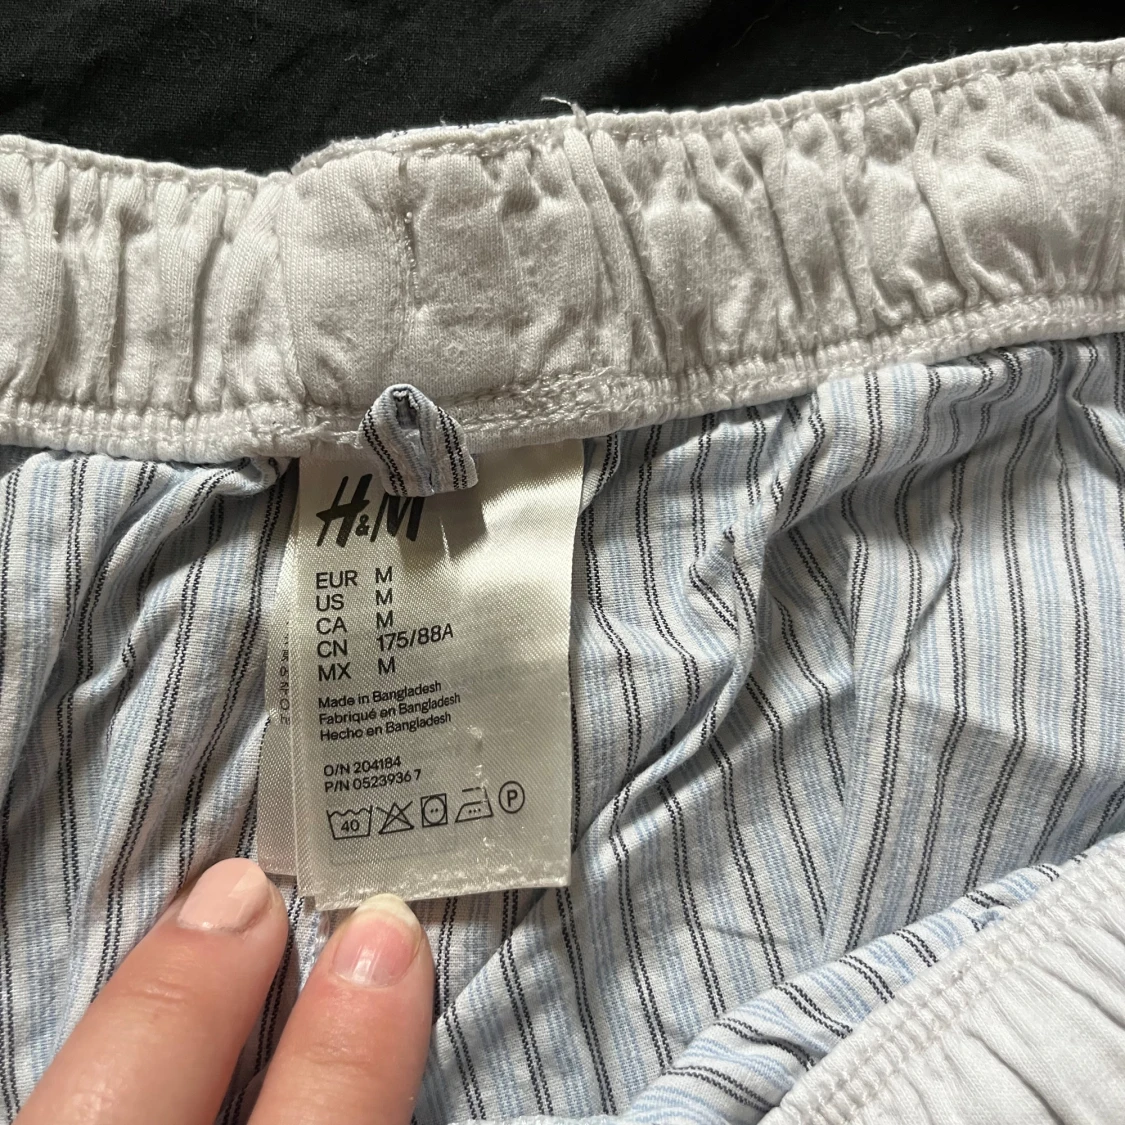 H&M
EUR M
US M
CA M
CN 175/88A
MX M
Made in Bangladesh
Fabriqué en Bangladesh
Hecho en Bangladesh
O/N 204184
P/N 05239367
40
P